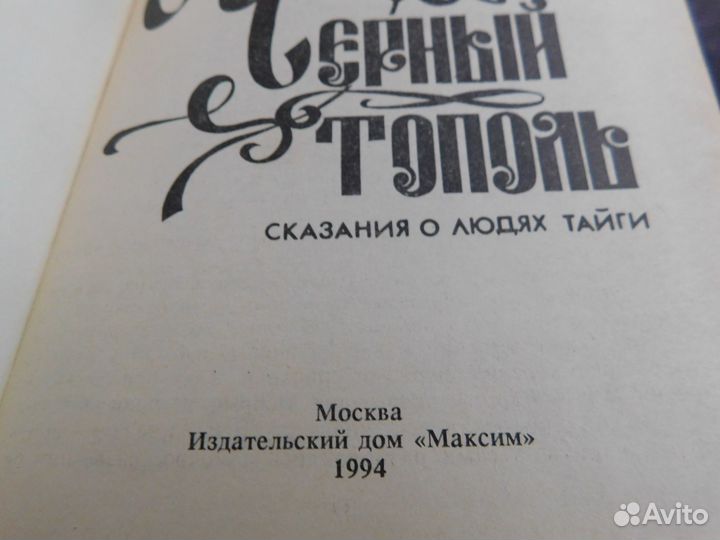 Черный
Тополь
СКАЗАНИЯ О ЛЮДЯХ ТАЙГИ
Москва
Издательский дом «Максим»
1994
Avito